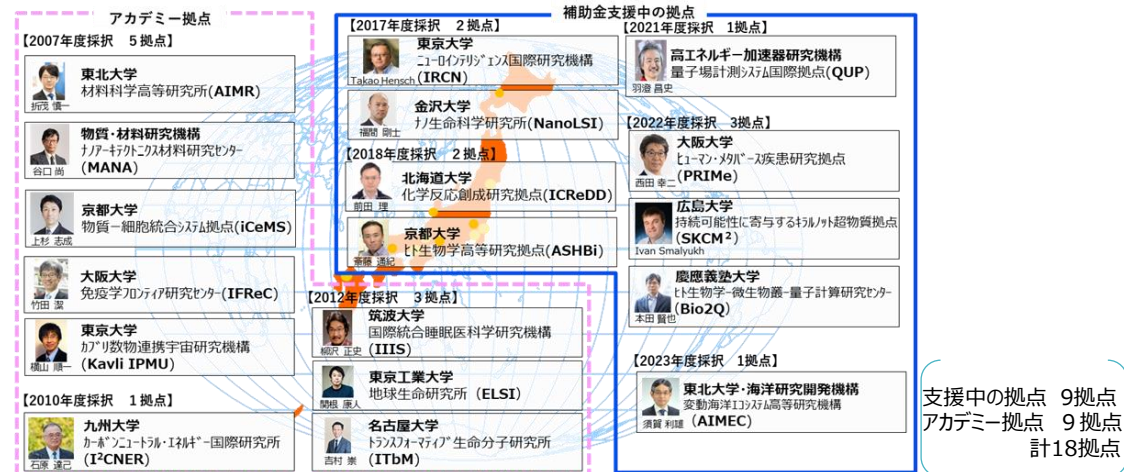 アカデミー拠点
【2007年度採択　5拠点】
東北大学
材料科学高等研究所(AIMR)
折茂 慎一
物質・材料研究機構
ナノアーキテクトニクス材料研究センター
(MANA)
谷口 尚
京都大学
物質－細胞統合システム拠点(iCeMS)
上杉 志成
大阪大学
免疫学フロンティア研究センター(IFReC)
竹田 潔
東京大学
カブリ数物連携宇宙研究機構
(Kavli IPMU)
横山 順一
【2010年度採択　1拠点】
九州大学
カーボンニュートラル・エネルギー国際研究所
(I²CNER)
石原 達己
【2012年度採択　3拠点】
筑波大学
国際統合睡眠医科学研究機構
(IIIS)
柳沢 正史
東京工業大学
地球生命研究所（ELSI)
関根 康人
名古屋大学
トランスフォーマティブ生命分子研究所
(ITbM)
吉村 崇
補助金支援中の拠点
【2017年度採択　2拠点】
東京大学
ニューロインテリジェンス国際研究機構
(IRCN)
Takao Hensch
金沢大学
ナノ生命科学研究所(NanoLSI)
福間 剛士
【2018年度採択　2拠点】
北海道大学
化学反応創成研究拠点(ICReDD)
前田 理
京都大学
ヒト生物学高等研究拠点(ASHBi)
斎藤 通紀
【2021年度採択　1拠点】
高エネルギー加速器研究機構
量子場計測システム国際拠点(QUP)
羽澄 昌史
【2022年度採択　3拠点】
大阪大学
ヒューマン・メタバース疾患研究拠点
(PRIMe)
西田 幸二
広島大学
持続可能性に寄与するキラルノット超物質拠点
(SKCM²)
Ivan Smalyukh
慶應義塾大学
ヒト生物学－微生物叢－量子計算研究センター
(Bio2Q)
本田 賢也
【2023年度採択　1拠点】
東北大学・海洋研究開発機構
変動海洋エコシステム高等研究機構
(AIMEC)
須賀 利雄
支援中の拠点　9拠点
アカデミー拠点　9拠点
計18拠点